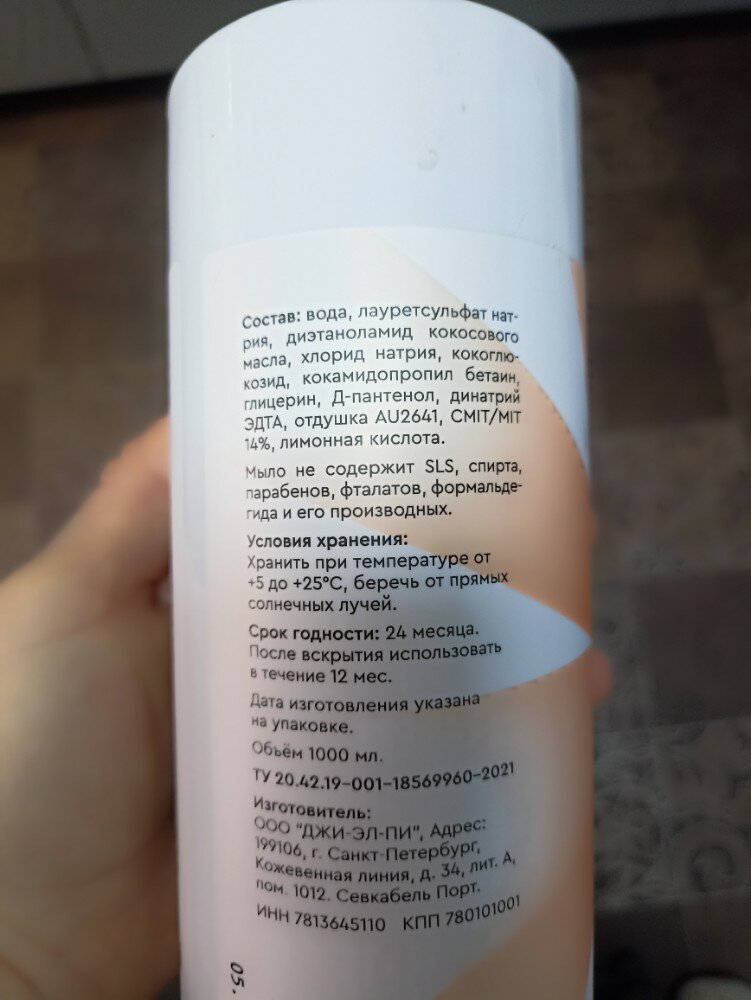 Состав: вода, лауретсульфат нат-
рия, диэтаноламид кокосового
масла, хлорид натрия, кокоглю-
козид, кокамидопропил бетаин,
глицерин, Д-пантенол, динатрий
ЭДТА, отдушка AU2641, CMIT/MIT
14%, лимонная кислота.
Мыло не содержит SLS, спирта,
парабенов, фталатов, формальде-
гида и его производных.
Условия хранения:
Хранить при температуре от
+5 до +25°C, беречь от прямых
солнечных лучей.
Срок годности: 24 месяца.
После вскрытия использовать
в течение 12 мес.
Дата изготовления указана
на упаковке.
Объём 1000 мл.
ТУ 20.42.19-001-18569960-2021
Изготовитель:
ООО "ДЖИ-ЭЛ-ПИ", Адрес:
199106, г. Санкт-Петербург,
Кожевенная линия, д. 34, лит. А,
пом. 1012. Севкабель Порт.
ИНН 7813645110 КПП 780101001
05.